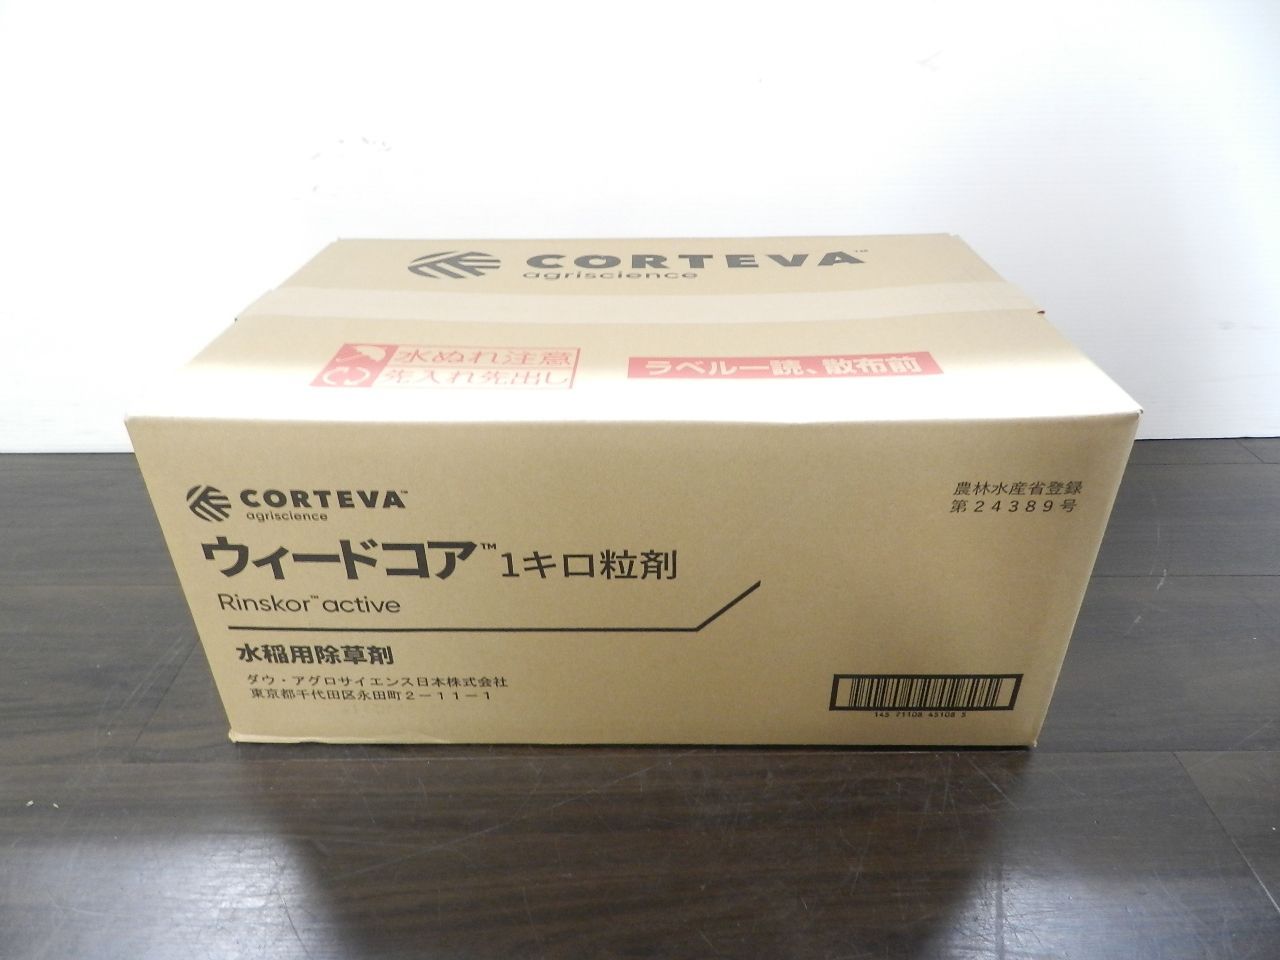 CORTEVA™
agriscience
水ぬれ注意
先入れ先出し
ラベル一読、散布前
CORTEVA™
agriscience
農林水産省登録
第24389号
ウィードコア™1キロ粒剤
Rinskor™ active
水稲用除草剤
ダウ・アグロサイエンス日本株式会社
東京都千代田区永田町2-11-1
145 71108 45108 5